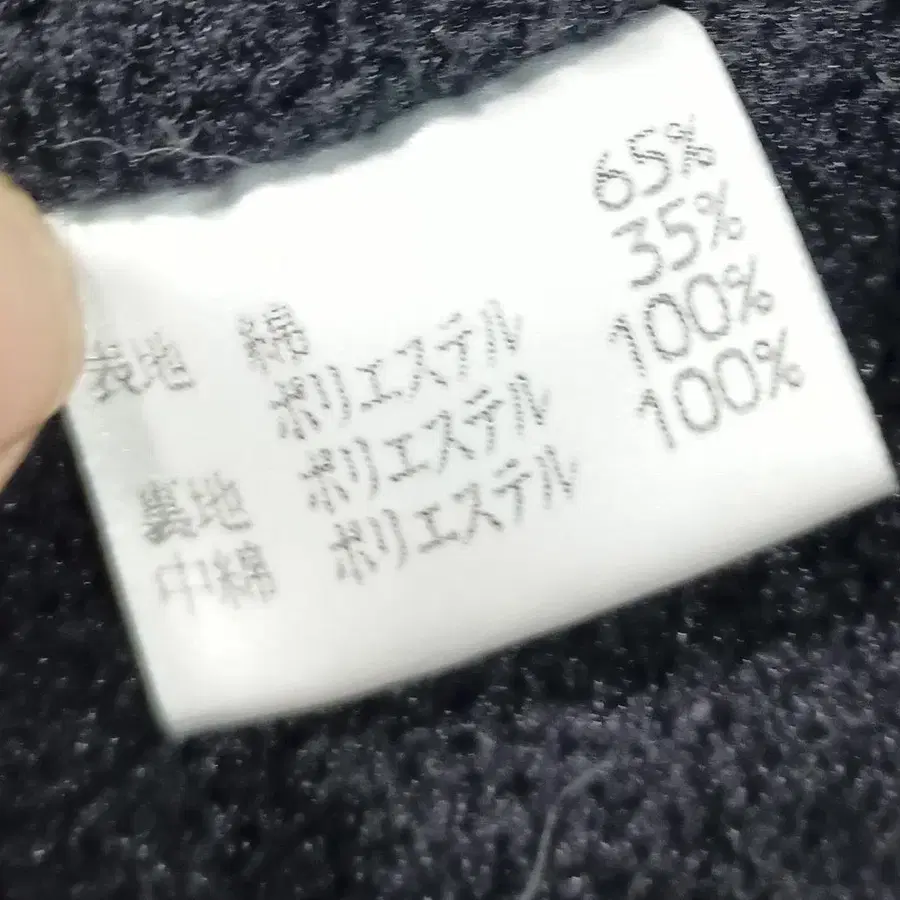 表地 綿 65%
ポリエステル 35%
裏地 ポリエステル 100%
中綿 ポリエステル 100%